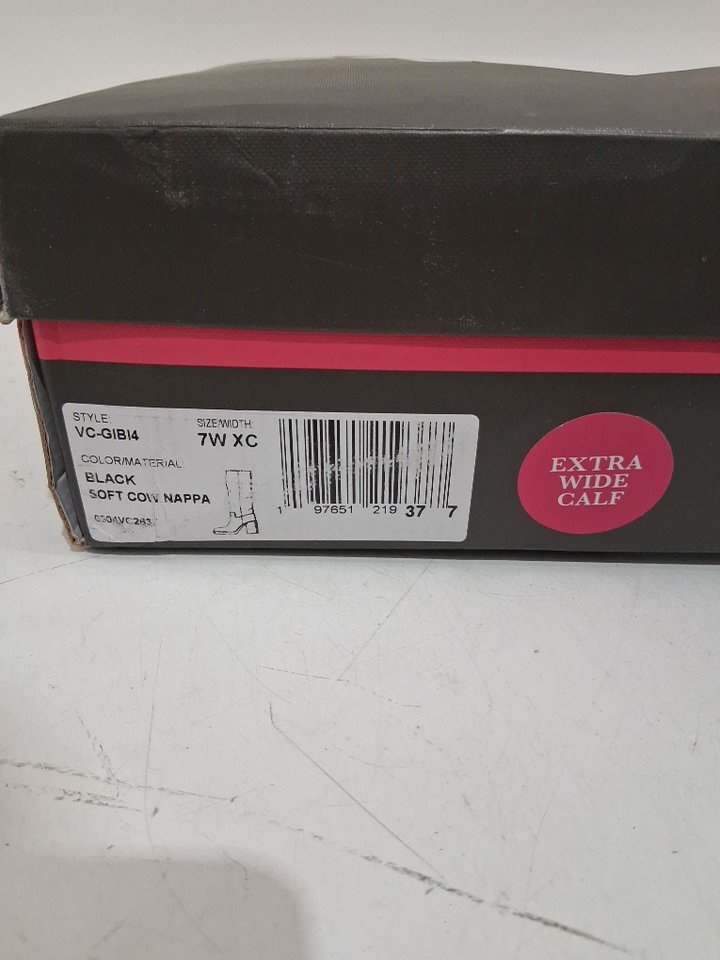 STYLE:
VC-GIBI4
SIZE/WIDTH:
7W XC
COLOR/MATERIAL:
BLACK
SOFT COW NAPPA
1 97651 219 37 7
EXTRA
WIDE
CALF